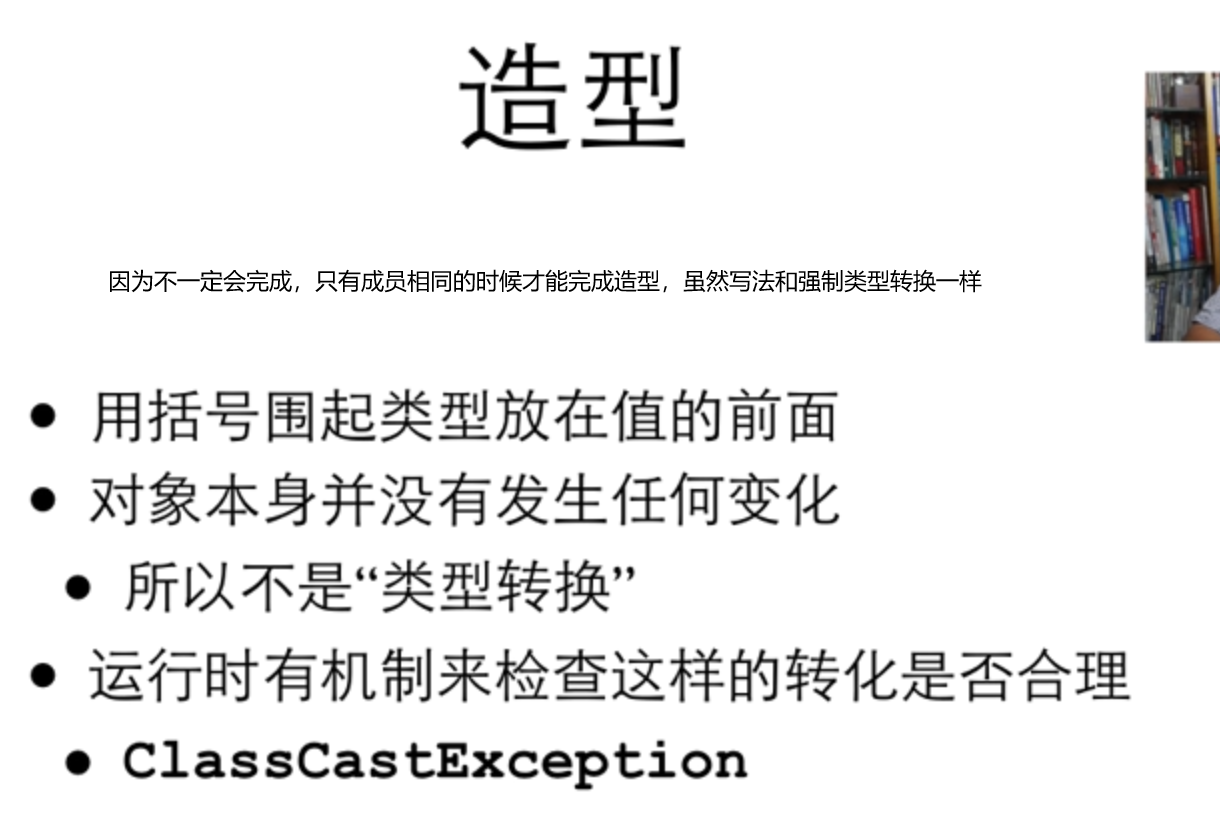 造型
因为不一定会完成，只有成员相同的时候才能完成造型，虽然写法和强制类型转换一样
● 用括号围起类型放在值的前面
● 对象本身并没有发生任何变化
● 所以不是“类型转换”
● 运行时有机制来检查这样的转化是否合理
● ClassCastException